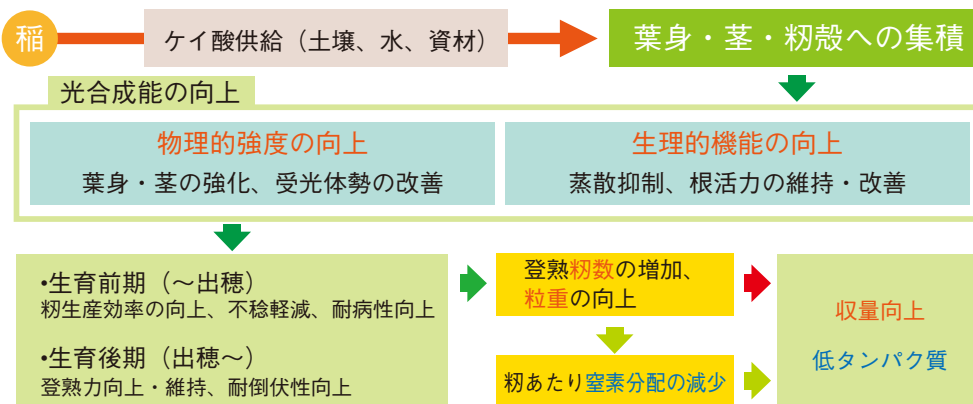 稲
ケイ酸供給（土壌、水、資材）
葉身・茎・籾殻への集積
光合成能の向上
物理的強度の向上
葉身・茎の強化、受光体勢の改善
生理的機能の向上
蒸散抑制、根活力の維持・改善
•生育前期（～出穂）
籾生産効率の向上、不稔軽減、耐病性向上
•生育後期（出穂～）
登熟力向上・維持、耐倒伏性向上
登熟籾数の増加、
粒重の向上
籾あたり窒素分配の減少
収量向上
低タンパク質